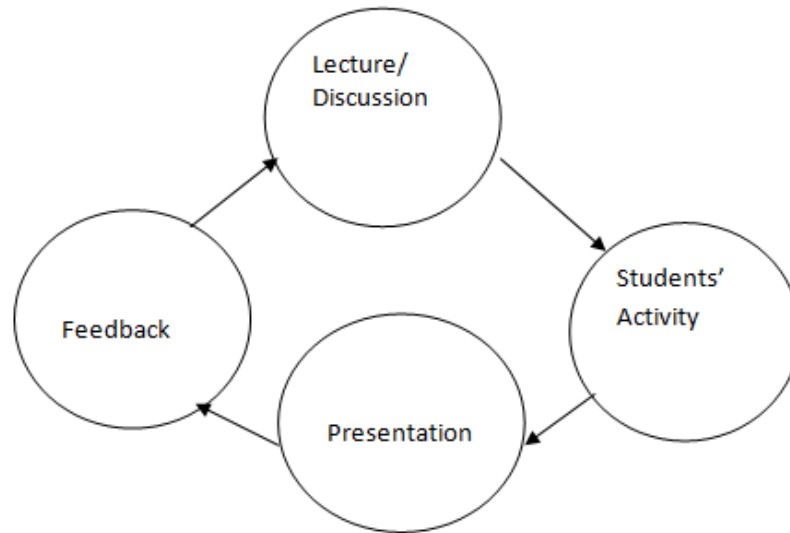 Lecture/
Discussion
Students’
Activity
Presentation
Feedback